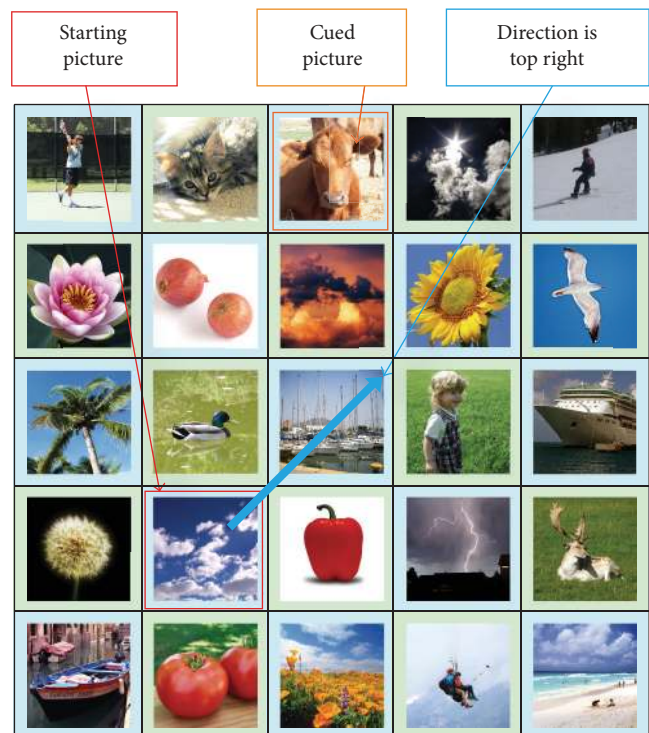 Starting
picture
Cued
picture
Direction is
top right